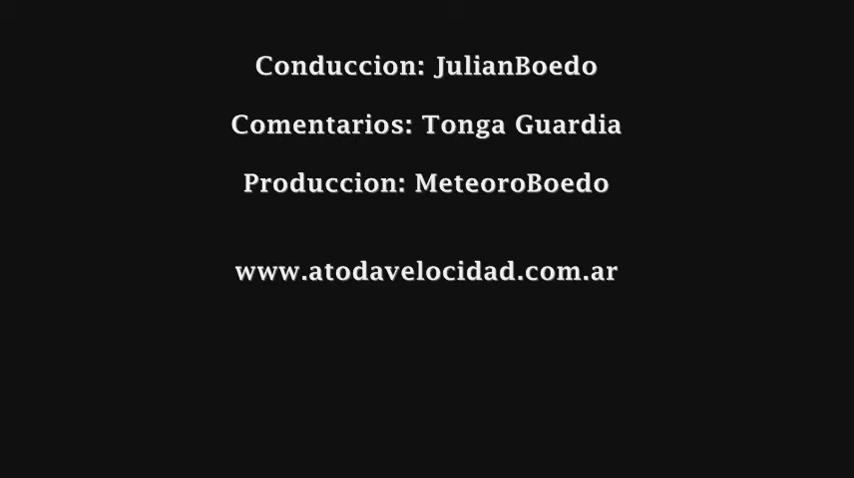 Conduccion: JulianBoedo
Comentarios: Tonga Guardia
Produccion: MeteoroBoedo
www.atodavelocidad.com.ar